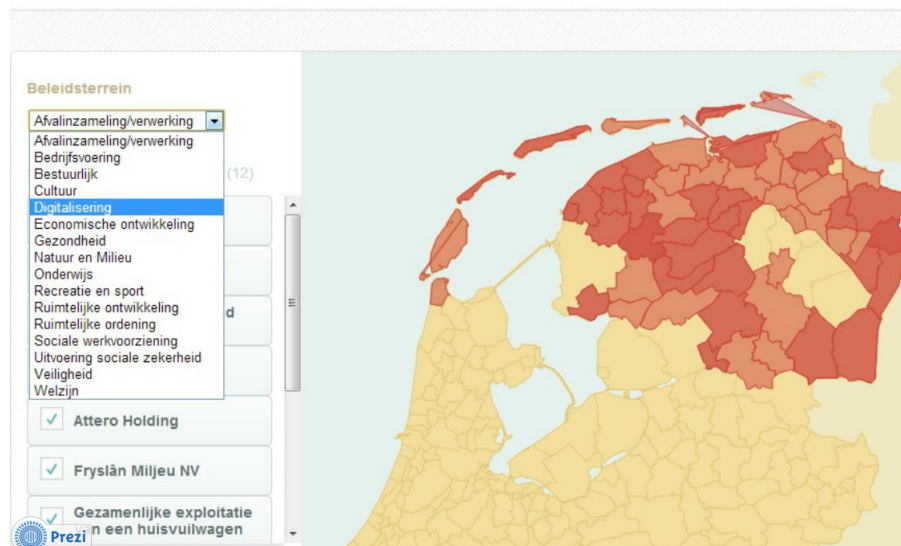 Beleidsterrein
Afvalinzameling/verwerking
Afvalinzameling/verwerking
Bedrijfsvoering
Bestuurlijk
(12)
Cultuur
Digitalisering
Economische ontwikkeling
Gezondheid
Natuur en Milieu
Onderwijs
Recreatie en sport
Ruimtelijke ontwikkeling
d
Ruimtelijke ordening
Sociale werkvoorziening
Uitvoering sociale zekerheid
Veiligheid
Welzijn
Attero Holding
Fryslân Miljeu NV
Gezamenlijke exploitatie
van een huisvuilwagen
Prezi